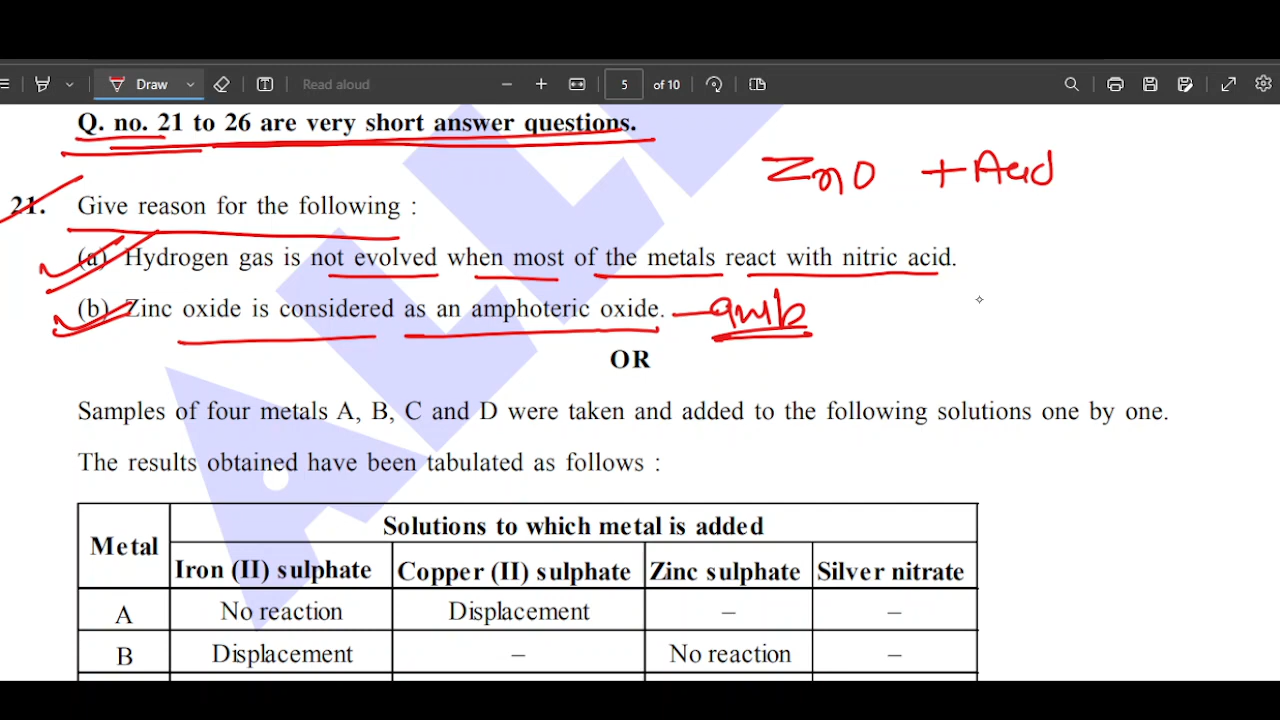 Draw
Read aloud
5 of 10
Q. no. 21 to 26 are very short answer questions.
ZnO + Acid
21. Give reason for the following :
(a) Hydrogen gas is not evolved when most of the metals react with nitric acid.
(b) Zinc oxide is considered as an amphoteric oxide.
OR
Samples of four metals A, B, C and D were taken and added to the following solutions one by one.
The results obtained have been tabulated as follows :
Metal
Solutions to which metal is added
Iron (II) sulphate Copper (II) sulphate Zinc sulphate Silver nitrate
A No reaction Displacement – –
B Displacement – No reaction –